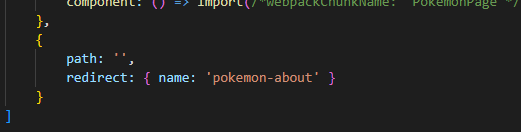 component: () => import(/*webpackChunkName: "PokemonPage"*/
},
{
path: '',
redirect: { name: 'pokemon-about' }
}
]